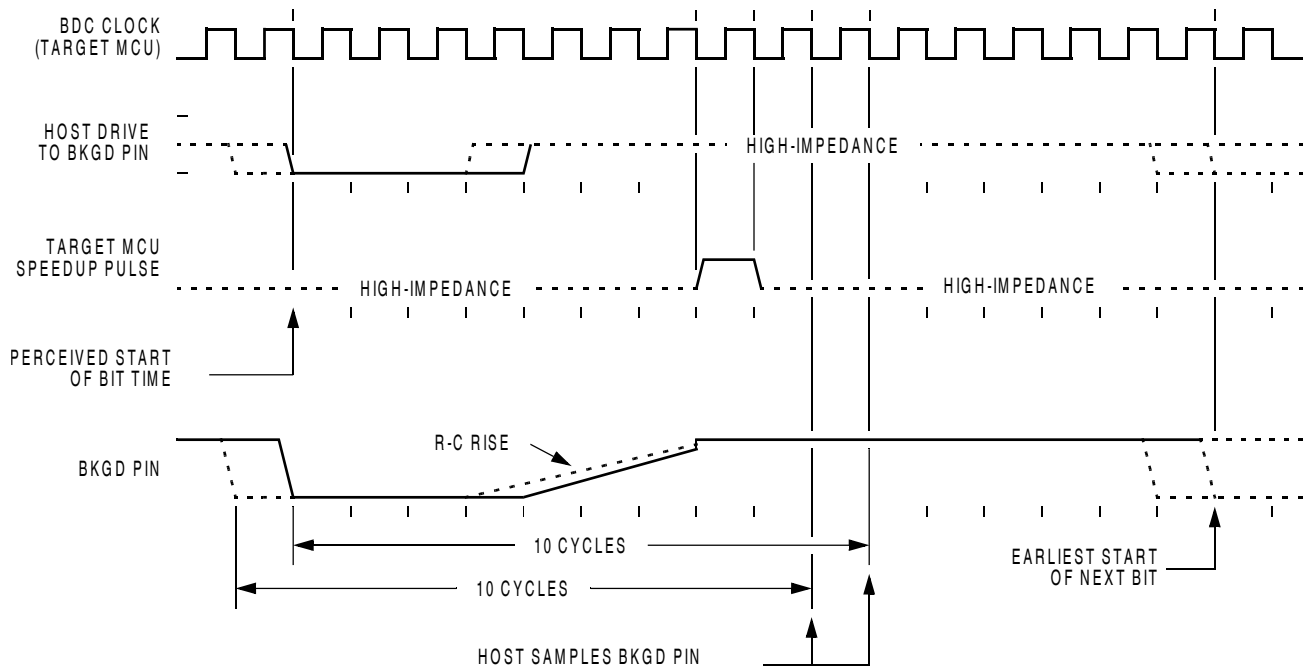 BDC CLOCK
(TARGET MCU)
HOST DRIVE
TO BKGD PIN
HIGH-IMPEDANCE
TARGET MCU
SPEEDUP PULSE
HIGH-IMPEDANCE
HIGH-IMPEDANCE
PERCEIVED START
OF BIT TIME
R-C RISE
BKGD PIN
10 CYCLES
EARLIEST START
OF NEXT BIT
10 CYCLES
HOST SAMPLES BKGD PIN